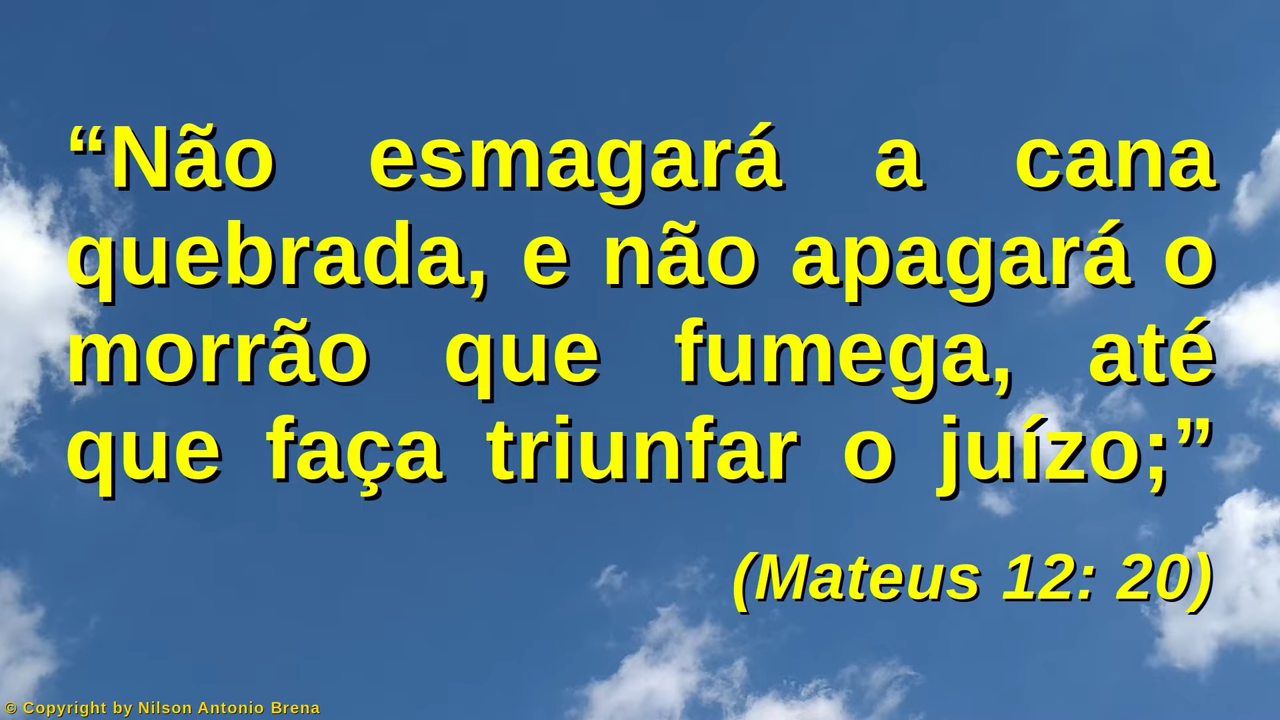 “Não esmagará a cana
quebrada, e não apagará o
morrão que fumega, até
que faça triunfar o juízo;”
(Mateus 12: 20)
© Copyright by Nilson Antonio Brena